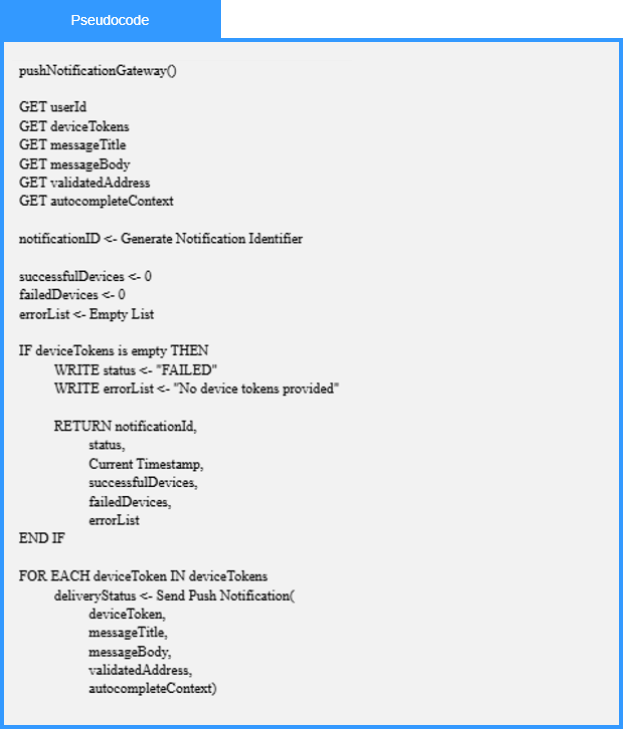 Pseudocode
pushNotificationGateway()
GET userId
GET deviceTokens
GET messageTitle
GET messageBody
GET validatedAddress
GET autocompleteContext
notificationID <- Generate Notification Identifier
successfulDevices <- 0
failedDevices <- 0
errorList <- Empty List
IF deviceTokens is empty THEN
WRITE status <- "FAILED"
WRITE errorList <- "No device tokens provided"
RETURN notificationId,
status,
Current Timestamp,
successfulDevices,
failedDevices,
errorList
END IF
FOR EACH deviceToken IN deviceTokens
deliveryStatus <- Send Push Notification(
deviceToken,
messageTitle,
messageBody,
validatedAddress,
autocompleteContext)